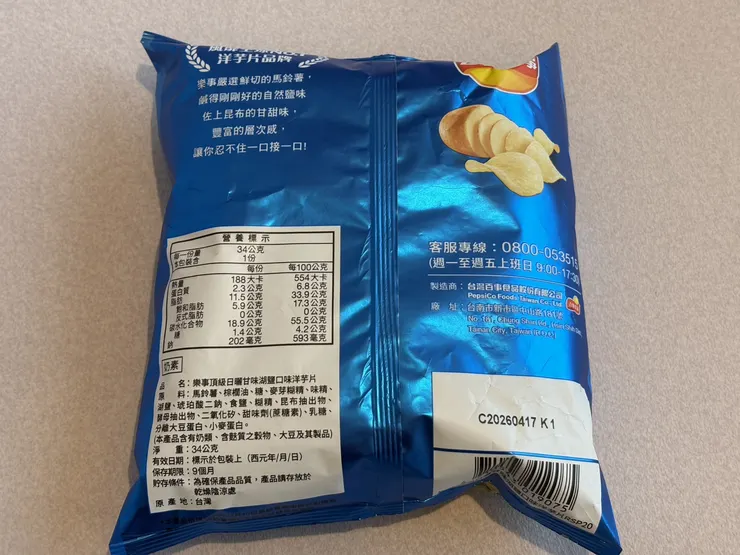 洋芋片品牌
樂事嚴選鮮切的馬鈴薯，
鹹得剛剛好的自然鹽味
佐上昆布的甘甜味，
豐富的層次感，
讓你忍不住一口接一口!
營養標示
每一份量 34公克
本包裝含 1份
每份 每100公克
熱量 188大卡 554大卡
蛋白質 2.3公克 6.8公克
脂肪 11.5公克 33.9公克
飽和脂肪 5.9公克 17.3公克
反式脂肪 0公克 0公克
碳水化合物 18.9公克 55.5公克
糖 1.4公克 4.2公克
鈉 202毫克 593毫克
奶素
品 名：樂事頂級日曬甘味湖鹽口味洋芋片
原 料：馬鈴薯、棕櫚油、糖、麥芽糊精、味精、
湖鹽、琥珀酸二鈉、食鹽、糊精、昆布抽出物、
酵母抽出物、二氧化矽、甜味劑(蔗糖素)、乳糖、
分離大豆蛋白、小麥蛋白。
(本產品含有奶類、含麩質之穀物、大豆及其製品)
淨 重：34公克
有效日期：標示於包裝上（西元年/月/日）
保存期限：9個月
貯存條件：為確保產品品質，產品請存放於
乾燥陰涼處
原 產 地：台灣
客服專線：0800-053515
(週一至週五上班日 9:00-17:30)
製造商：台灣百事食品股份有限公司
PepsiCo Foods Taiwan Co., Ltd.
廠 址：台南市新市區中山路
Tainan City, Taiwan
C20260417 K1
019075
RSP20